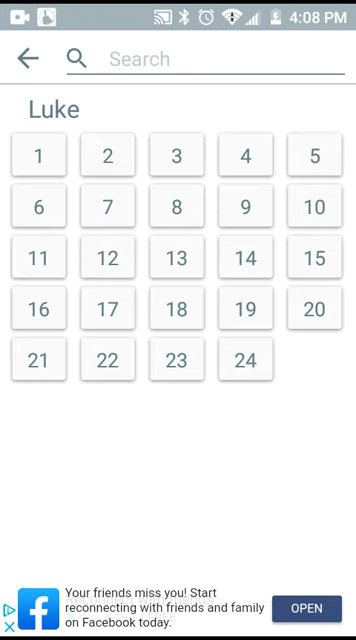 4:08 PM
Search
Luke
1 2 3 4 5
6 7 8 9 10
11 12 13 14 15
16 17 18 19 20
21 22 23 24
Your friends miss you! Start
reconnecting with friends and family
on Facebook today.
OPEN